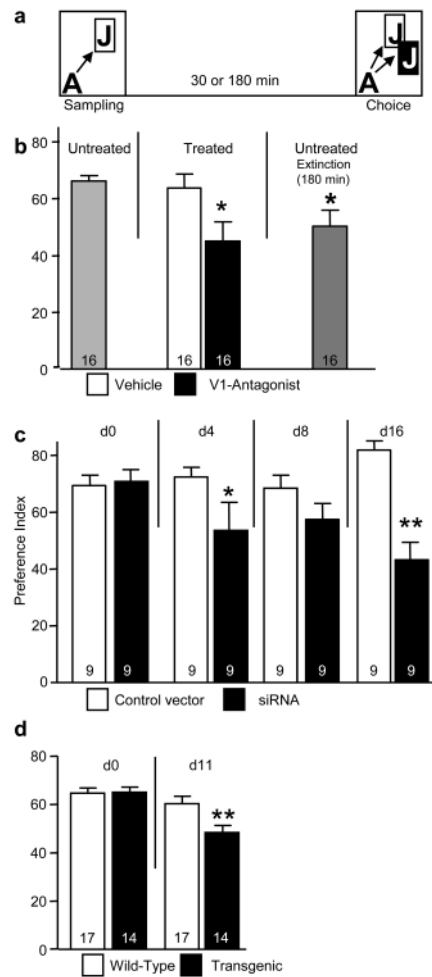 a
J J
A A J
30 or 180 min
Sampling Choice
b
Untreated Treated Untreated
Extinction
(180 min)
80
60
40
20
0
* *
16 16 16 16
Vehicle V1-Antagonist
c
d0 d4 d8 d16
Preference Index
80
60
40
20
0
* **
9 9 9 9 9 9 9 9
Control vector siRNA
d
d0 d11
80
60
40
20
0
**
17 14 17 14
Wild-Type Transgenic